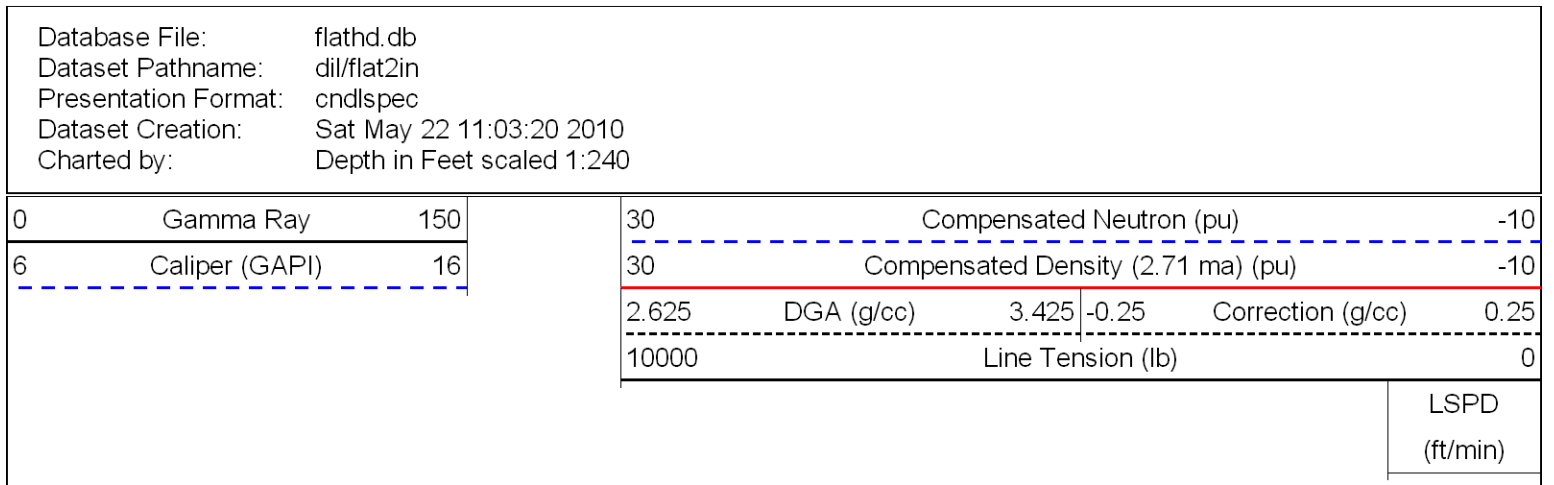 Database File: flathd.db
Dataset Pathname: dil/flat2in
Presentation Format: cndlspec
Dataset Creation: Sat May 22 11:03:20 2010
Charted by: Depth in Feet scaled 1:240
0 Gamma Ray 150 30 Compensated Neutron (pu) -10
6 Caliper (GAPI) 16 30 Compensated Density (2.71 ma) (pu) -10
2.625 DGA (g/cc) 3.425 -0.25 Correction (g/cc) 0.25
10000 Line Tension (lb) 0
LSPD
(ft/min)